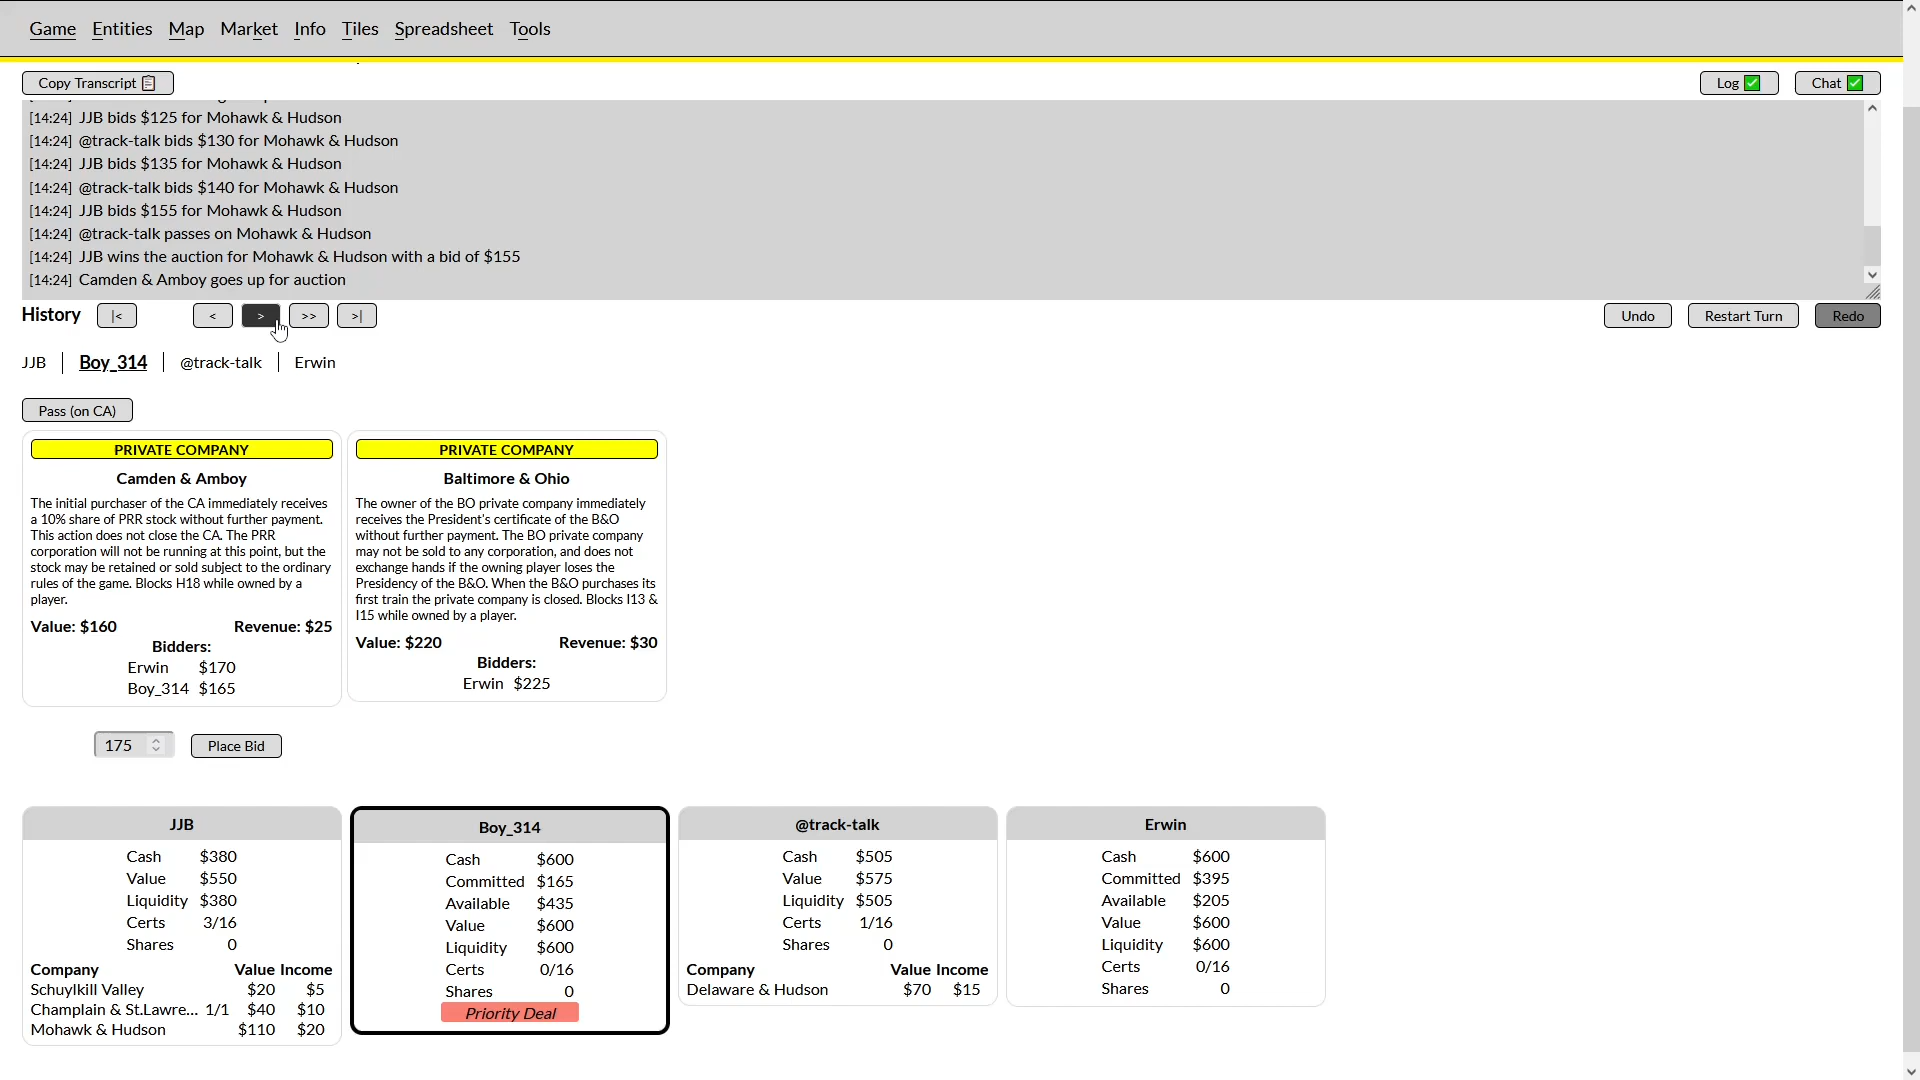 Game Entities Map Market Info Tiles Spreadsheet Tools
Copy Transcript
Log
Chat
[14:24] JJB bids $125 for Mohawk & Hudson
[14:24] @track-talk bids $130 for Mohawk & Hudson
[14:24] JJB bids $135 for Mohawk & Hudson
[14:24] @track-talk bids $140 for Mohawk & Hudson
[14:24] JJB bids $155 for Mohawk & Hudson
[14:24] @track-talk passes on Mohawk & Hudson
[14:24] JJB wins the auction for Mohawk & Hudson with a bid of $155
[14:24] Camden & Amboy goes up for auction
History |< < > >> >|
Undo Restart Turn Redo
JJB Boy_314 @track-talk Erwin
Pass (on CA)
PRIVATE COMPANY
Camden & Amboy
The initial purchaser of the CA immediately receives
a 10% share of PRR stock without further payment.
This action does not close the CA. The PRR
corporation will not be running at this point, but the
stock may be retained or sold subject to the ordinary
rules of the game. Blocks H18 while owned by a
player.
Value: $160 Revenue: $25
Bidders:
Erwin $170
Boy_314 $165
PRIVATE COMPANY
Baltimore & Ohio
The owner of the BO private company immediately
receives the President's certificate of the B&O
without further payment. The BO private company
may not be sold to any corporation, and does not
exchange hands if the owning player loses the
Presidency of the B&O. When the B&O purchases its
first train the private company is closed. Blocks I13 &
I15 while owned by a player.
Value: $220 Revenue: $30
Bidders:
Erwin $225
175 Place Bid
JJB
Cash $380
Value $550
Liquidity $380
Certs 3/16
Shares 0
Company Value Income
Schuylkill Valley $20 $5
Champlain & St.Lawre... 1/1 $40 $10
Mohawk & Hudson $110 $20
Boy_314
Cash $600
Committed $165
Available $435
Value $600
Liquidity $600
Certs 0/16
Shares 0
Priority Deal
@track-talk
Cash $505
Value $575
Liquidity $505
Certs 1/16
Shares 0
Company Value Income
Delaware & Hudson $70 $15
Erwin
Cash $600
Committed $395
Available $205
Value $600
Liquidity $600
Certs 0/16
Shares 0